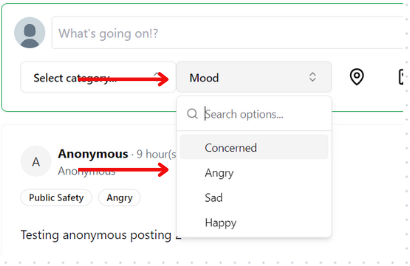 What's going on!?
Select category...
Mood
Search options...
Concerned
Angry
Sad
Happy
A
Anonymous · 9 hour(s
Anonymous
Public Safety
Angry
Testing anonymous posting 2